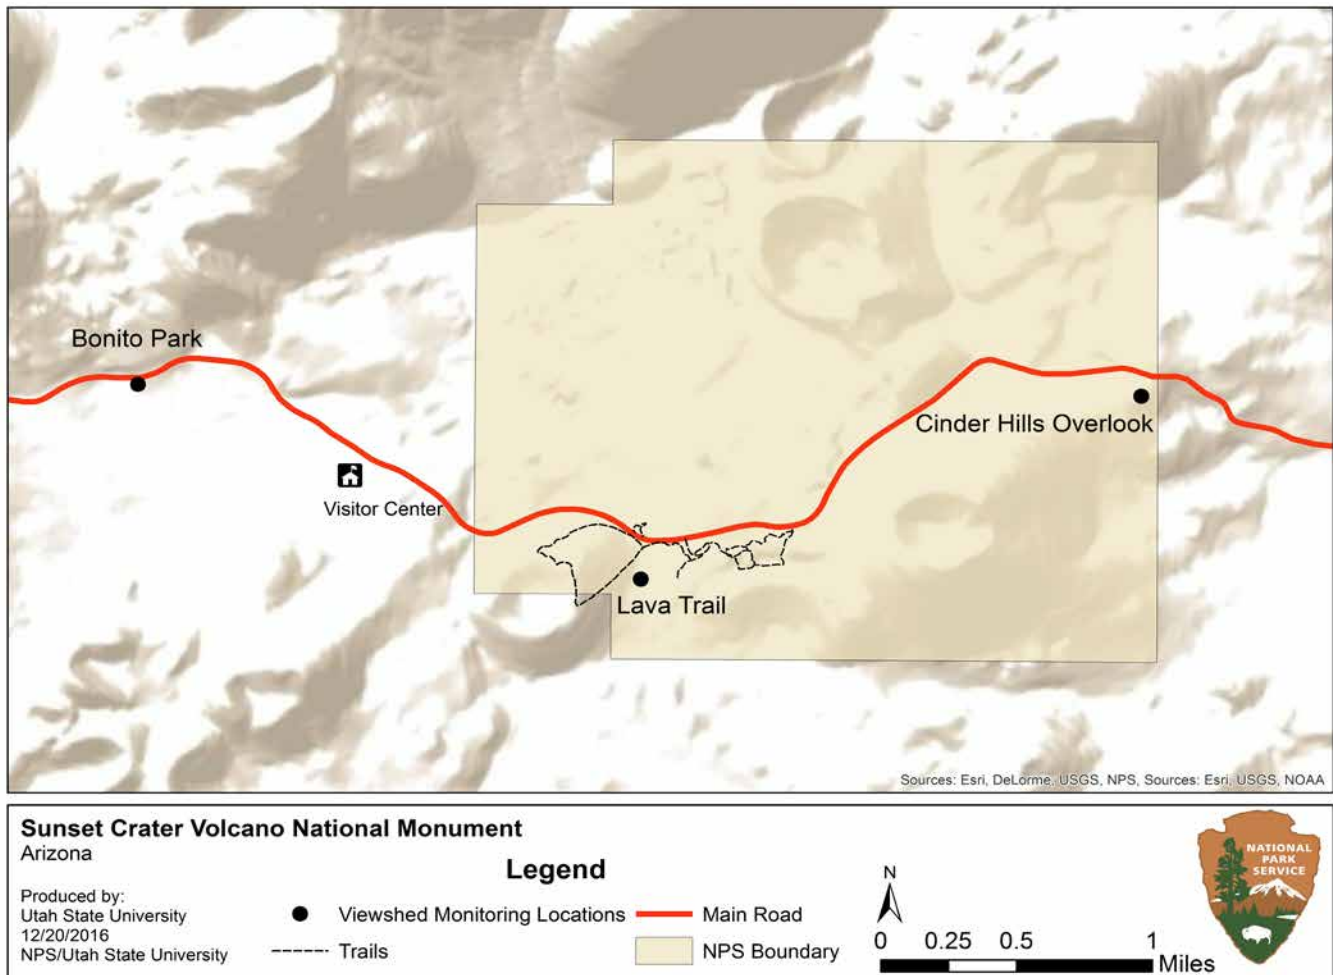 Bonito Park
Visitor Center
Cinder Hills Overlook
Lava Trail
Sources: Esri, DeLorme, USGS, NPS, Sources: Esri, USGS, NOAA
Sunset Crater Volcano National Monument
Arizona
Produced by:
Utah State University
12/20/2016
NPS/Utah State University
Legend
Viewshed Monitoring Locations
Main Road
Trails
NPS Boundary
N
0 0.25 0.5 1
Miles
NATIONAL
PARK
SERVICE